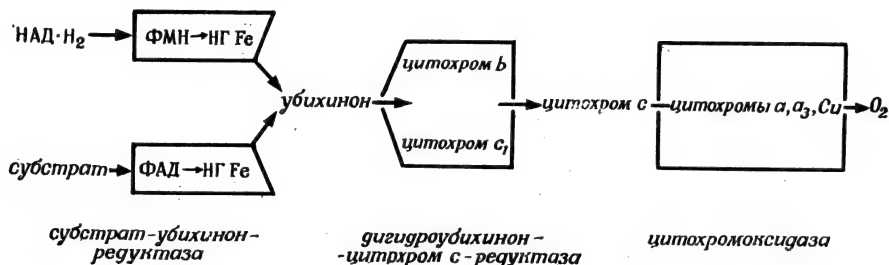 НАД·H₂ → ФМН→НГ Fe
цитохром b
убихинон → → цитохром c — цитохромы a, a₃, Cu → O₂
цитохром c₁
субстрат → ФАД→НГ Fe
субстрат-убихинон-
редуктаза
дигидроубихинон-
-цитрхром c-редуктаза
цитохромоксидаза